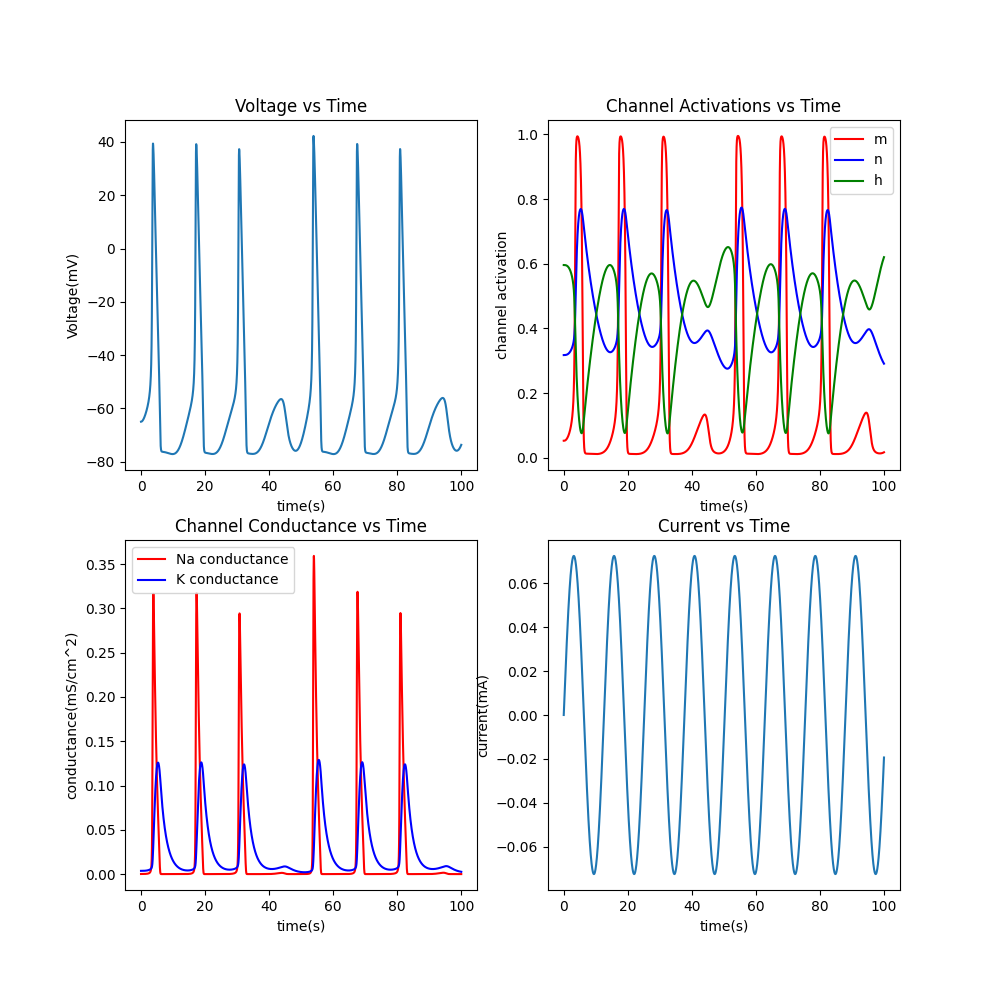 Voltage vs Time
Voltage(mV)
40
20
0
−20
−40
−60
−80
0 20 40 60 80 100
time(s)
Channel Activations vs Time
channel activation
1.0
0.8
0.6
0.4
0.2
0.0
m
n
h
0 20 40 60 80 100
time(s)
Channel Conductance vs Time
conductance(mS/cm^2)
0.35
0.30
0.25
0.20
0.15
0.10
0.05
0.00
Na conductance
K conductance
0 20 40 60 80 100
time(s)
Current vs Time
current(mA)
0.06
0.04
0.02
0.00
−0.02
−0.04
−0.06
0 20 40 60 80 100
time(s)